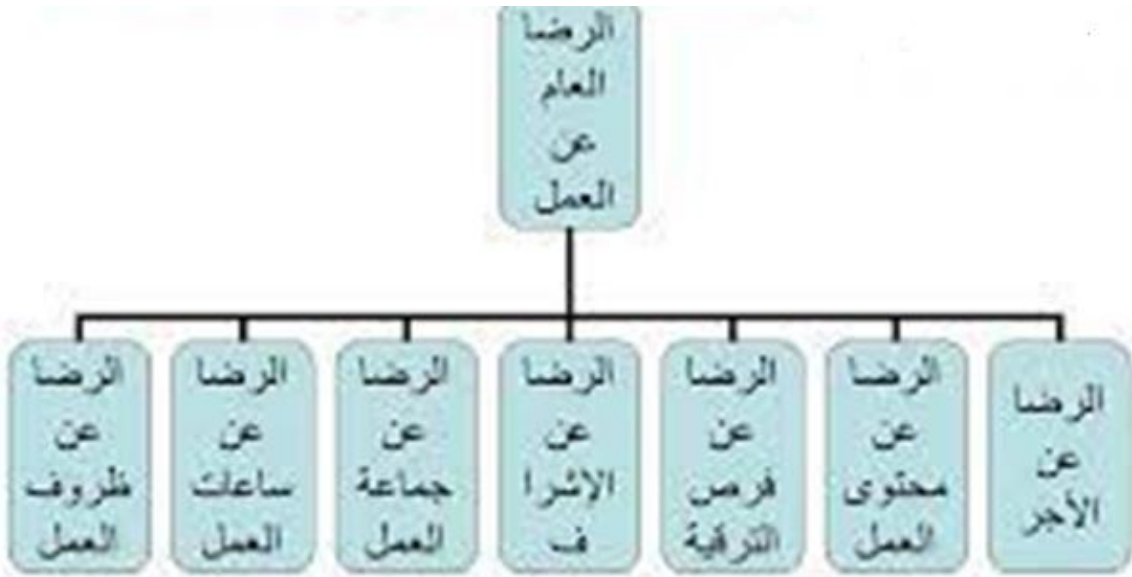 الرضا
العام
عن
العمل
الرضا
عن
الأجر
الرضا
عن
محتوى
العمل
الرضا
عن
فرص
الترقية
الرضا
عن
الإشرا
ف
الرضا
عن
جماعة
العمل
الرضا
عن
ساعات
العمل
الرضا
عن
ظروف
العمل